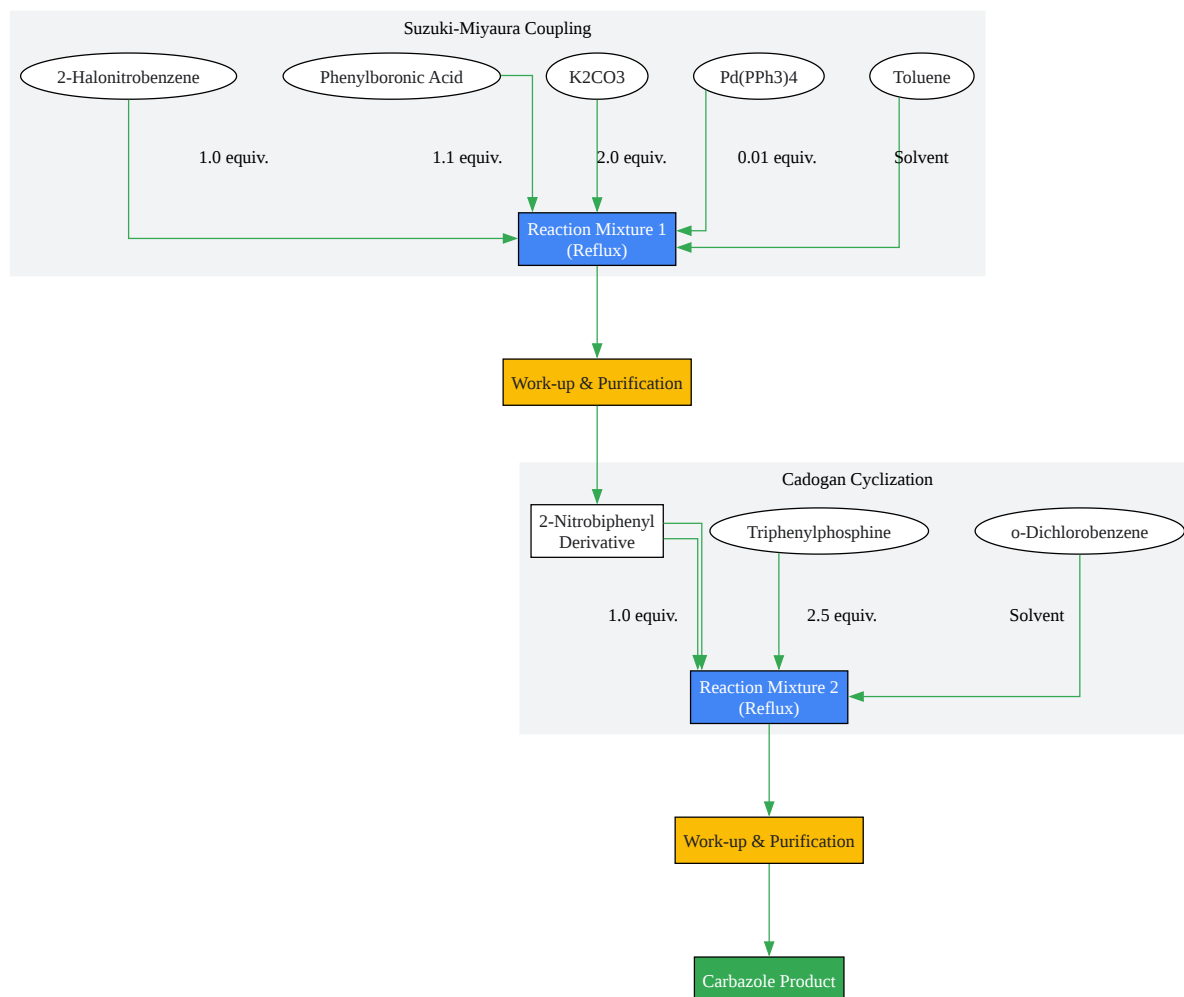 Suzuki-Miyaura Coupling
2-Halonitrobenzene
Phenylboronic Acid
K2CO3
Pd(PPh3)4
Toluene
1.0 equiv.
1.1 equiv.
2.0 equiv.
0.01 equiv.
Solvent
Reaction Mixture 1
(Reflux)
Work-up & Purification
Cadogan Cyclization
2-Nitrobiphenyl
Derivative
Triphenylphosphine
o-Dichlorobenzene
1.0 equiv.
2.5 equiv.
Solvent
Reaction Mixture 2
(Reflux)
Work-up & Purification
Carbazole Product